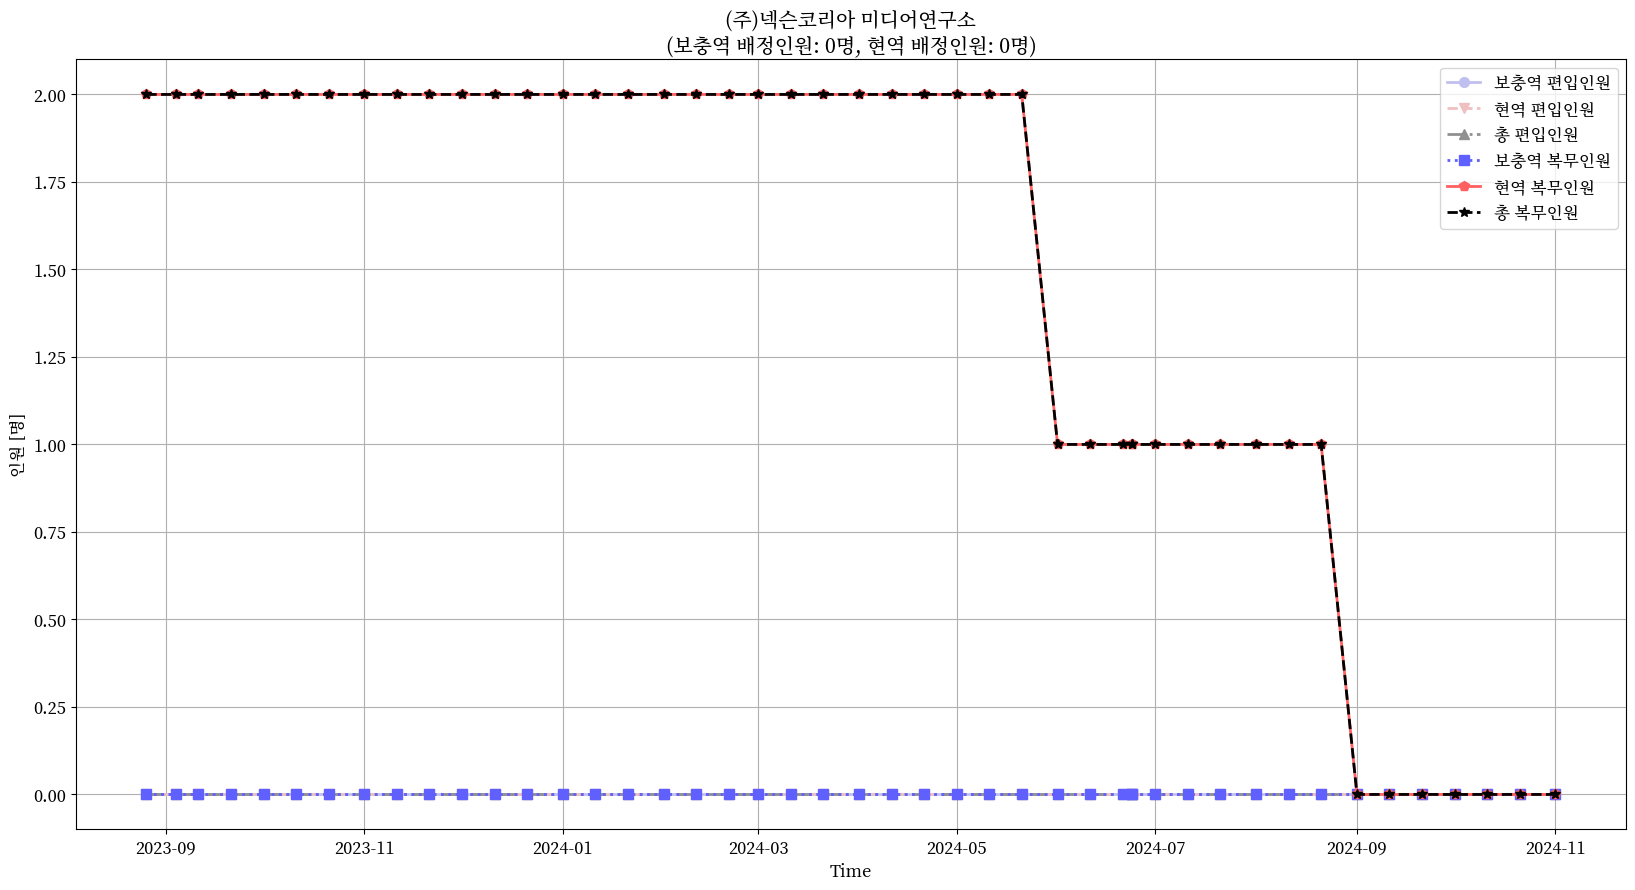 (주)넥슨코리아 미디어연구소
(보충역 배정인원: 0명, 현역 배정인원: 0명)
보충역 편입인원
현역 편입인원
총 편입인원
보충역 복무인원
현역 복무인원
총 복무인원
2.00
1.75
1.50
1.25
1.00
0.75
0.50
0.25
0.00
인원 [명]
2023-09 2023-11 2024-01 2024-03 2024-05 2024-07 2024-09 2024-11
Time